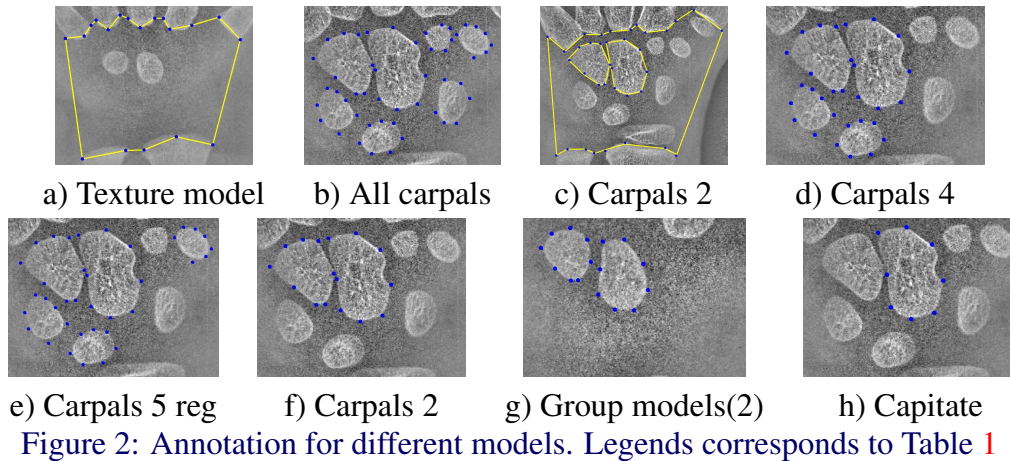 a) Texture model
b) All carpals
c) Carpals 2
d) Carpals 4
e) Carpals 5 reg
f) Carpals 2
g) Group models(2)
h) Capitate
Figure 2: Annotation for different models. Legends corresponds to Table 1